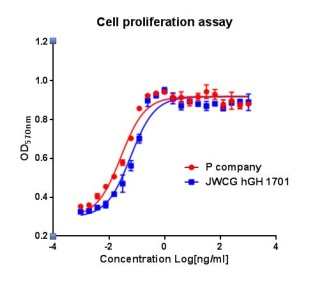 Cell proliferation assay
1.2
1.0
0.8
0.6
0.4
0.2
OD570nm
P company
JWCG hGH 1701
-4 -2 0 2 4
Concentration Log[ng/ml]